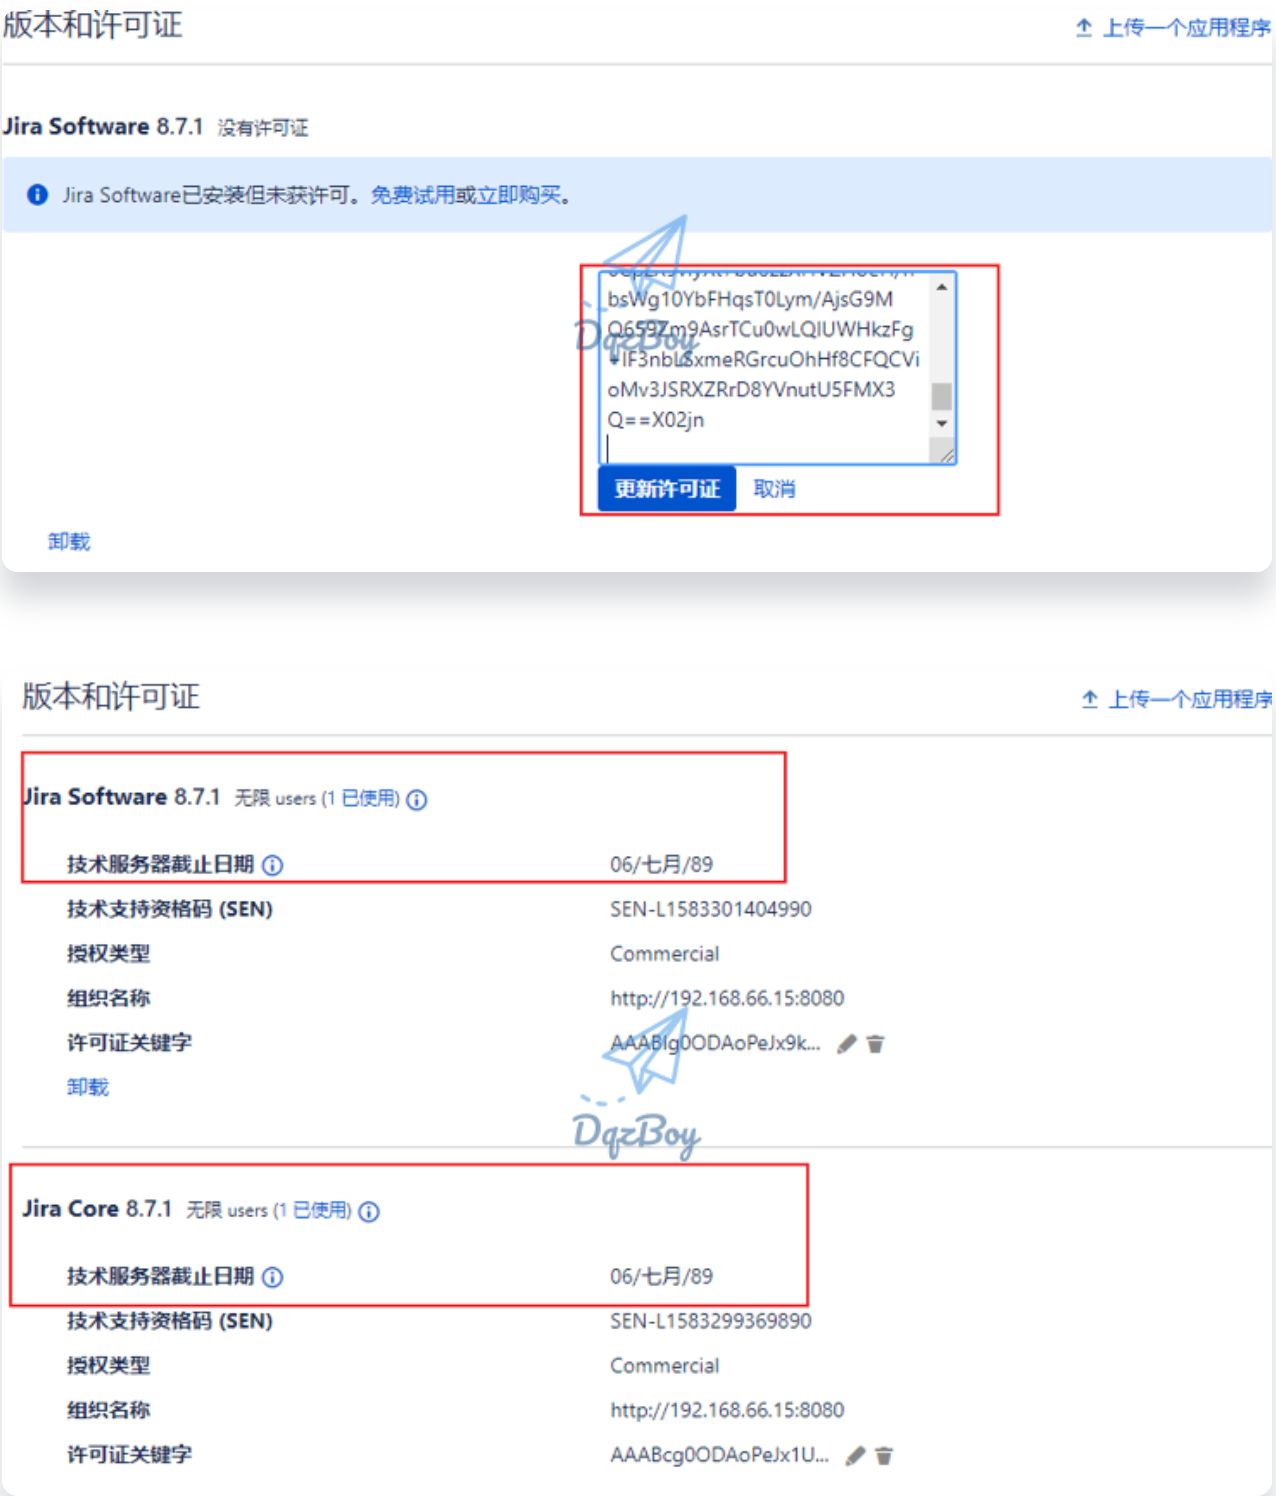 版本和许可证
上传一个应用程序
Jira Software 8.7.1 没有许可证
Jira Software已安装但未获许可。免费试用或立即购买。
bsWg10YbFHqsT0Lym/AjsG9M
Q659Zm9AsrTCu0wLQIUWHkzFg
+IF3nbLSxmeRGrcuOhHf8CFQCVi
oMv3JSRXZRrD8YVnutU5FMX3
Q==X02jn
DqzBoy
更新许可证 取消
卸载
版本和许可证
上传一个应用程序
Jira Software 8.7.1 无限 users (1 已使用)
技术服务器截止日期 06/七月/89
技术支持资格码 (SEN) SEN-L1583301404990
授权类型 Commercial
组织名称 http://192.168.66.15:8080
许可证关键字 AAABIg0ODAoPeJx9k...
卸载
DqzBoy
Jira Core 8.7.1 无限 users (1 已使用)
技术服务器截止日期 06/七月/89
技术支持资格码 (SEN) SEN-L1583299369890
授权类型 Commercial
组织名称 http://192.168.66.15:8080
许可证关键字 AAABcg0ODAoPeJx1U...